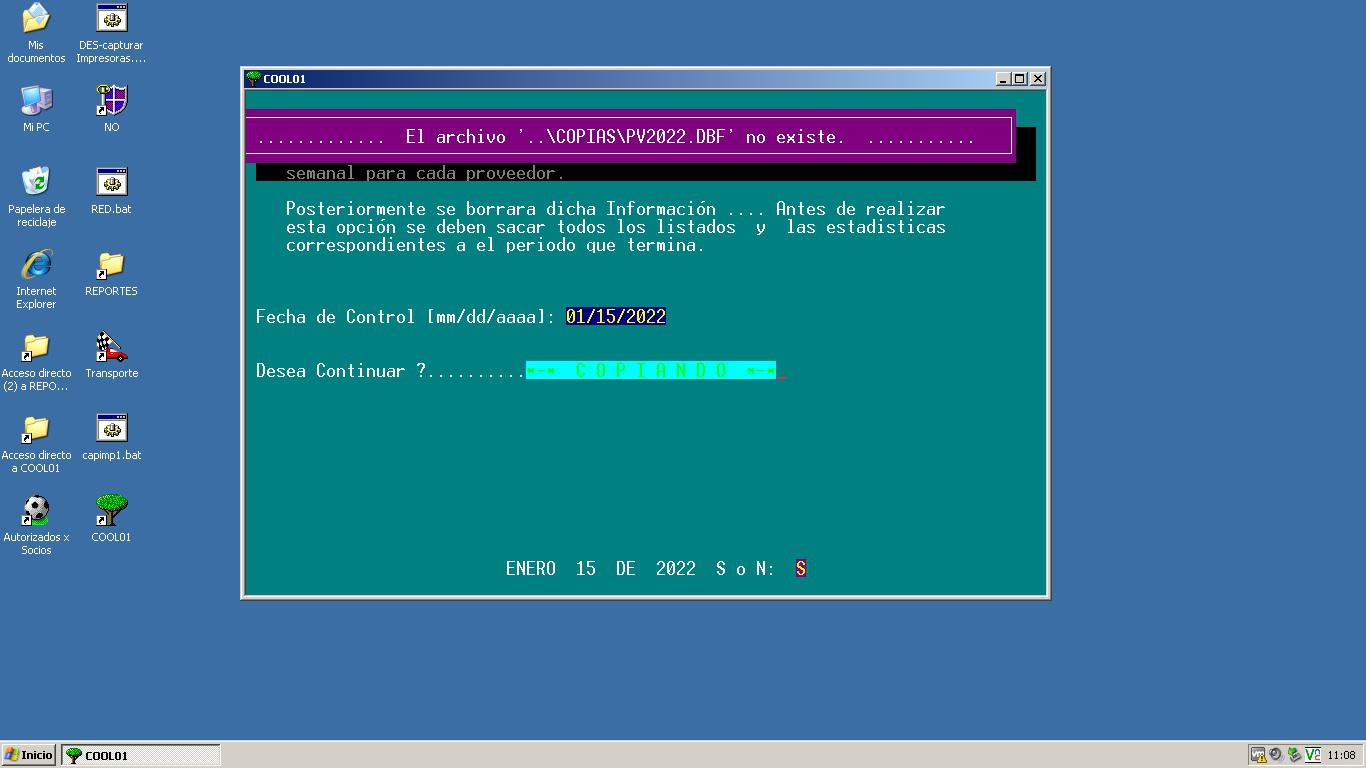 Mis
documentos
DES-capturar
Impresoras....
Mi PC
NO
Papelera de
reciclaje
RED.bat
Internet
Explorer
REPORTES
Acceso directo
(2) a REPO...
Transporte
Acceso directo
a COOL01
capimp1.bat
Autorizados x
Socios
COOL01
COOL01
............. El archivo '..\COPIAS\PV2022.DBF' no existe. ...........
semanal para cada proveedor.
Posteriormente se borrara dicha Información .... Antes de realizar
esta opción se deben sacar todos los listados y las estadisticas
correspondientes a el periodo que termina.
Fecha de Control [mm/dd/aaaa]: 01/15/2022
Desea Continuar ?..........*-* C O P I A N D O *-*_
ENERO 15 DE 2022 S o N: S
Inicio
COOL01
11:08